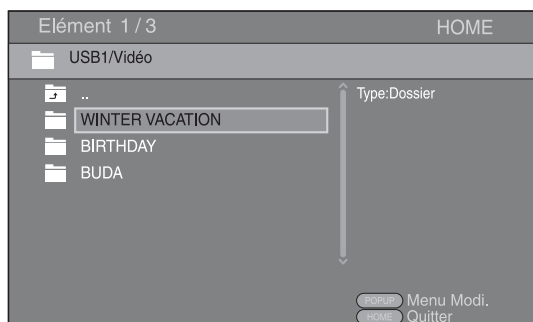 Elément 1 / 3 HOME
USB1/Vidéo
..
WINTER VACATION
BIRTHDAY
BUDA
Type:Dossier
POPUP Menu Modi.
HOME Quitter